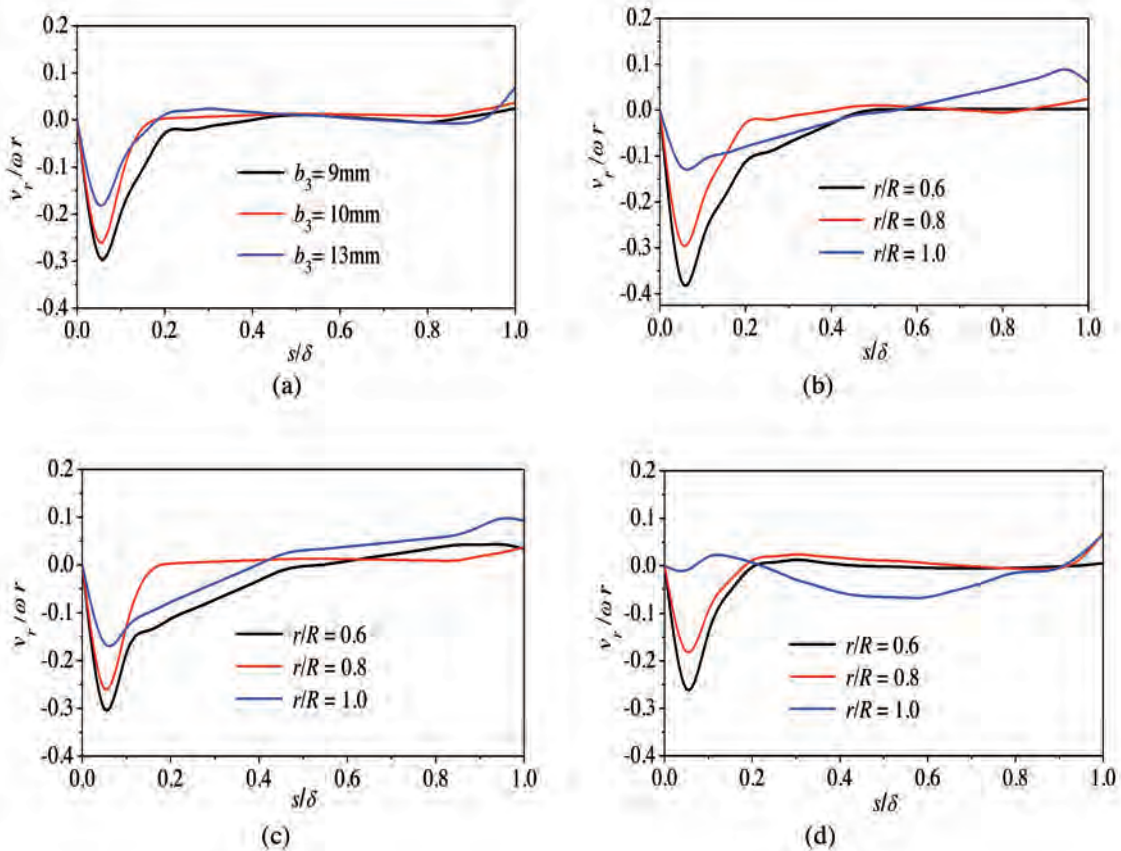 0.2
0.1
0.0
-0.1
-0.2
-0.3
-0.4
v_r/ωr
b_3= 9mm
b_3= 10mm
b_3= 13mm
0.0 0.2 0.4 0.6 0.8 1.0
s/δ
(a)
0.2
0.1
0.0
-0.1
-0.2
-0.3
-0.4
v_r/ωr
r/R = 0.6
r/R = 0.8
r/R = 1.0
0.0 0.2 0.4 0.6 0.8 1.0
s/δ
(b)
0.2
0.1
0.0
-0.1
-0.2
-0.3
-0.4
v_r/ωr
r/R = 0.6
r/R = 0.8
r/R = 1.0
0.0 0.2 0.4 0.6 0.8 1.0
s/δ
(c)
0.2
0.1
0.0
-0.1
-0.2
-0.3
-0.4
v_r/ωr
r/R = 0.6
r/R = 0.8
r/R = 1.0
0.0 0.2 0.4 0.6 0.8 1.0
s/δ
(d)